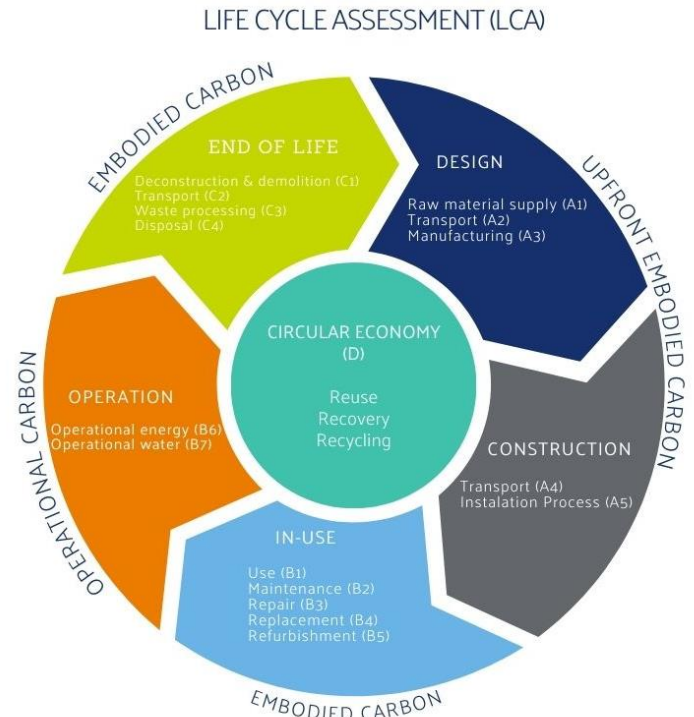 LIFE CYCLE ASSESSMENT (LCA)
EMBODIED CARBON
END OF LIFE
Deconstruction & demolition (C1)
Transport (C2)
Waste processing (C3)
Disposal (C4)
DESIGN
Raw material supply (A1)
Transport (A2)
Manufacturing (A3)
UPFRONT EMBODIED CARBON
CIRCULAR ECONOMY
(D)
Reuse
Recovery
Recycling
OPERATION
Operational energy (B6)
Operational water (B7)
OPERATIONAL CARBON
CONSTRUCTION
Transport (A4)
Instalation Process (A5)
IN-USE
Use (B1)
Maintenance (B2)
Repair (B3)
Replacement (B4)
Refurbishment (B5)
EMBODIED CARBON